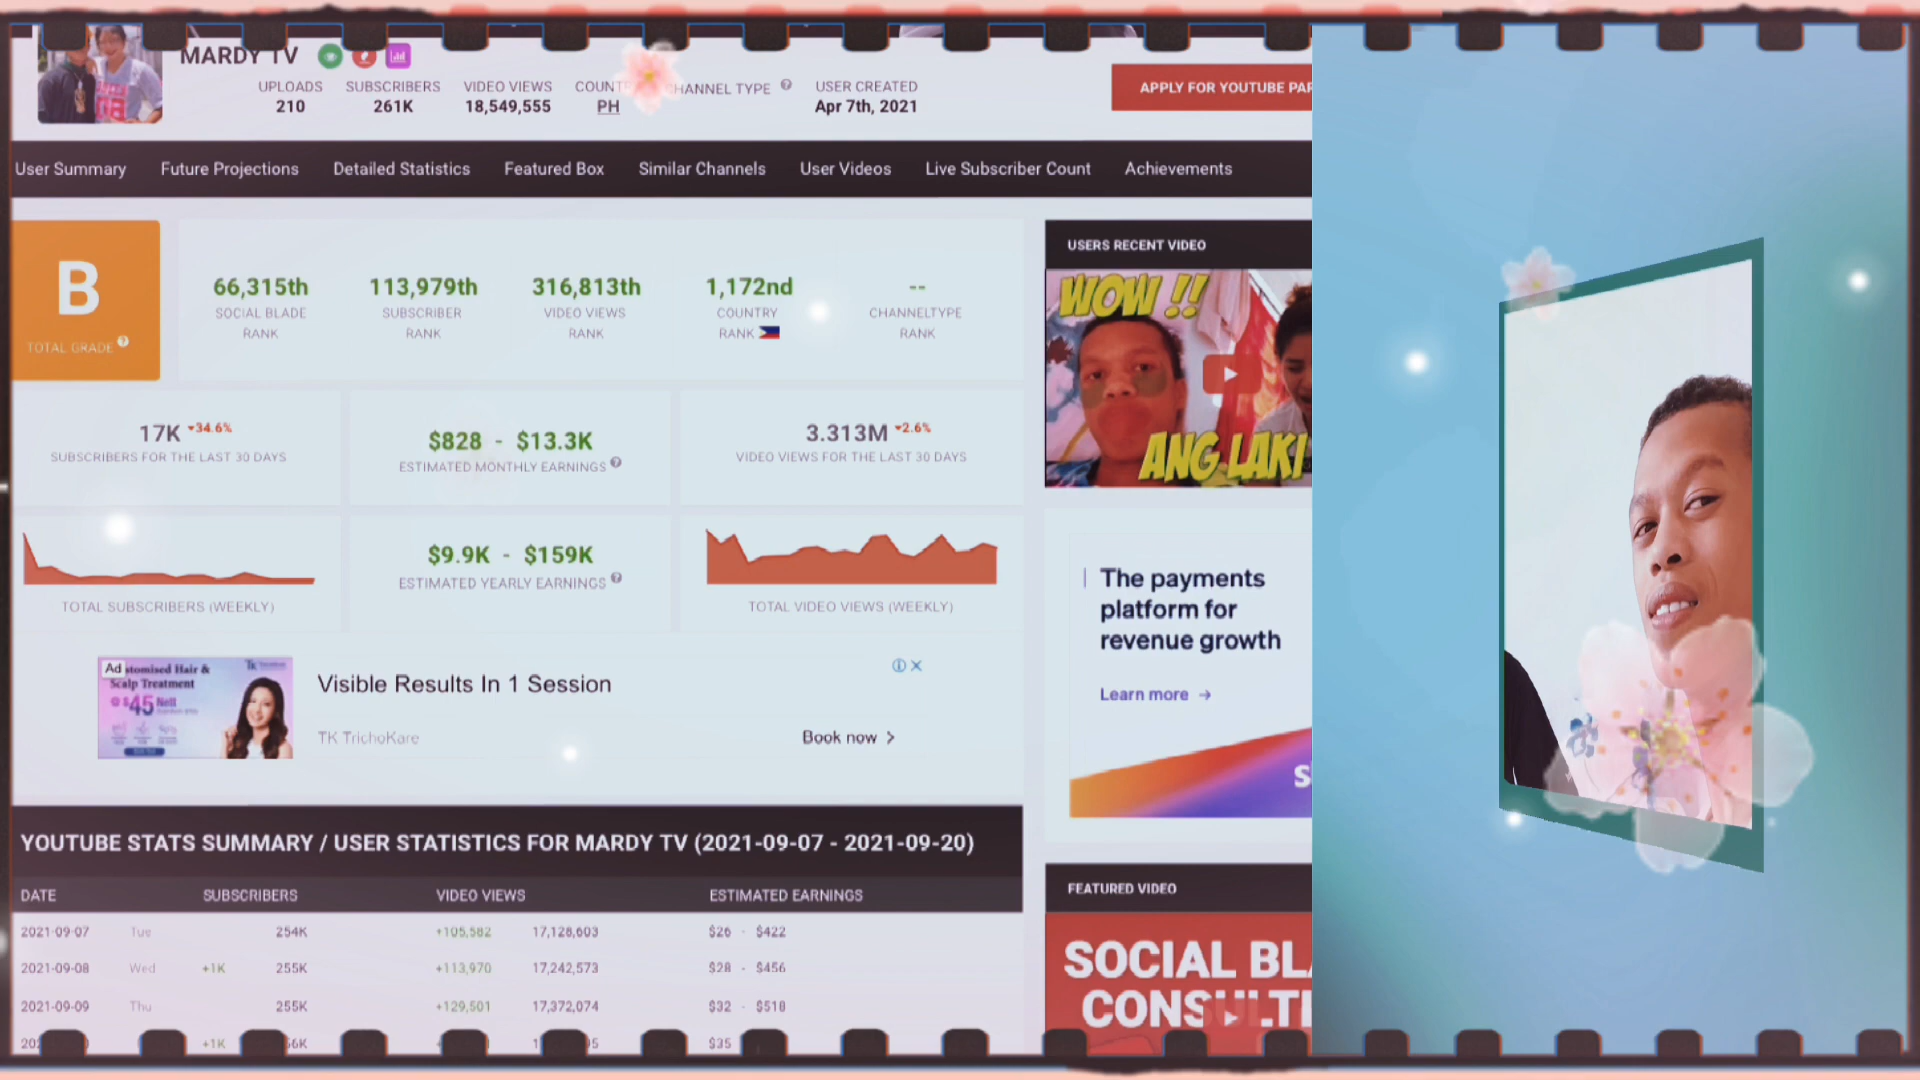 MARDY TV
UPLOADS SUBSCRIBERS VIDEO VIEWS CHANNEL TYPE USER CREATED
210 261K 18,549,555 PH Apr 7th, 2021
APPLY FOR YOUTUBE
User Summary Future Projections Detailed Statistics Featured Box Similar Channels User Videos Live Subscriber Count Achievements
B
TOTAL GRADE
66,315th 113,979th 316,813th 1,172nd --
SOCIAL BLADE SUBSCRIBER VIDEO VIEWS COUNTRY CHANNELTYPE
RANK RANK RANK RANK RANK
17K 34.6%
SUBSCRIBERS FOR THE LAST 30 DAYS
$828 - $13.3K
ESTIMATED MONTHLY EARNINGS
3.313M 2.6%
VIDEO VIEWS FOR THE LAST 30 DAYS
TOTAL SUBSCRIBERS (WEEKLY)
$9.9K - $159K
ESTIMATED YEARLY EARNINGS
TOTAL VIDEO VIEWS (WEEKLY)
USERS RECENT VIDEO
WOW !!
ANG LAKI
Ad
Hair &
Scalp Treatment
$45 Nett
Visible Results In 1 Session
TK TrichoKare
Book now
The payments
platform for
revenue growth
Learn more →
YOUTUBE STATS SUMMARY / USER STATISTICS FOR MARDY TV (2021-09-07 - 2021-09-20)
DATE SUBSCRIBERS VIDEO VIEWS ESTIMATED EARNINGS
2021-09-07 Tue 254K +105,582 17,128,603 $26 - $422
2021-09-08 Wed +1K 255K +113,970 17,242,573 $28 - $456
2021-09-09 Thu 255K +129,501 17,372,074 $32 - $518
+1K $35
FEATURED VIDEO
SOCIAL